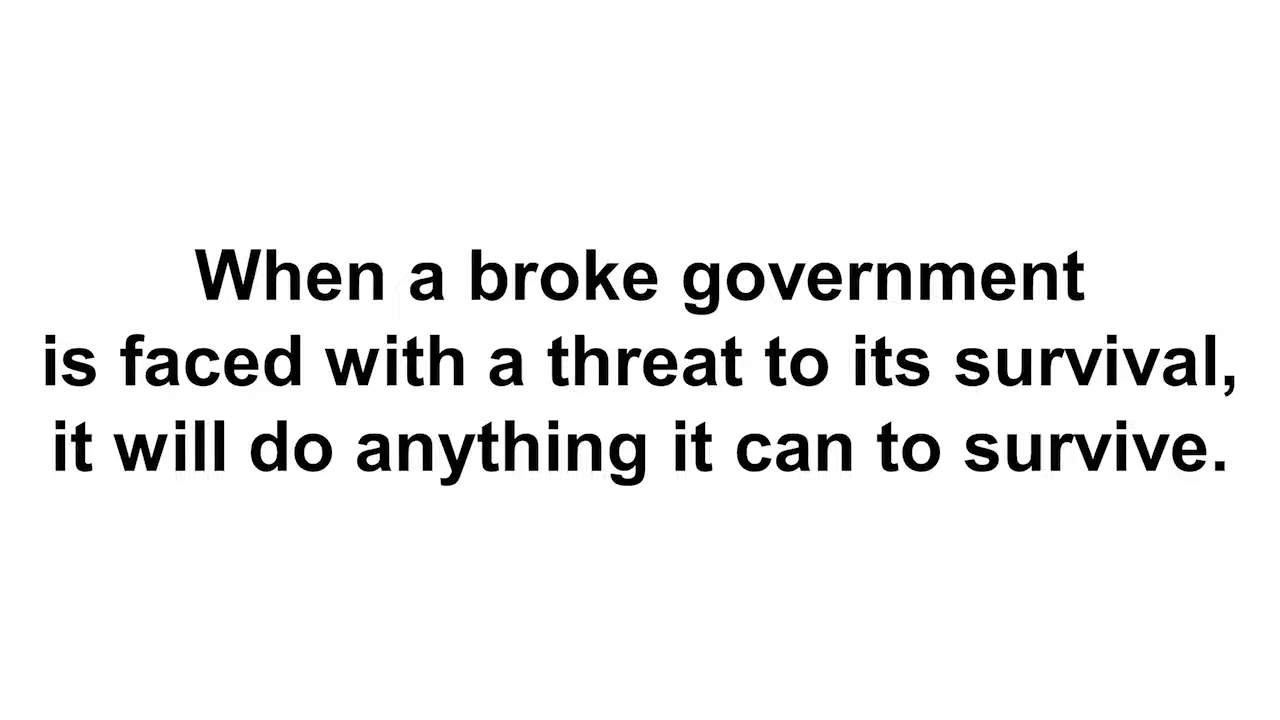 When a broke government
is faced with a threat to its survival,
it will do anything it can to survive.